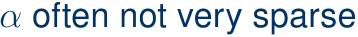 α often not very sparse